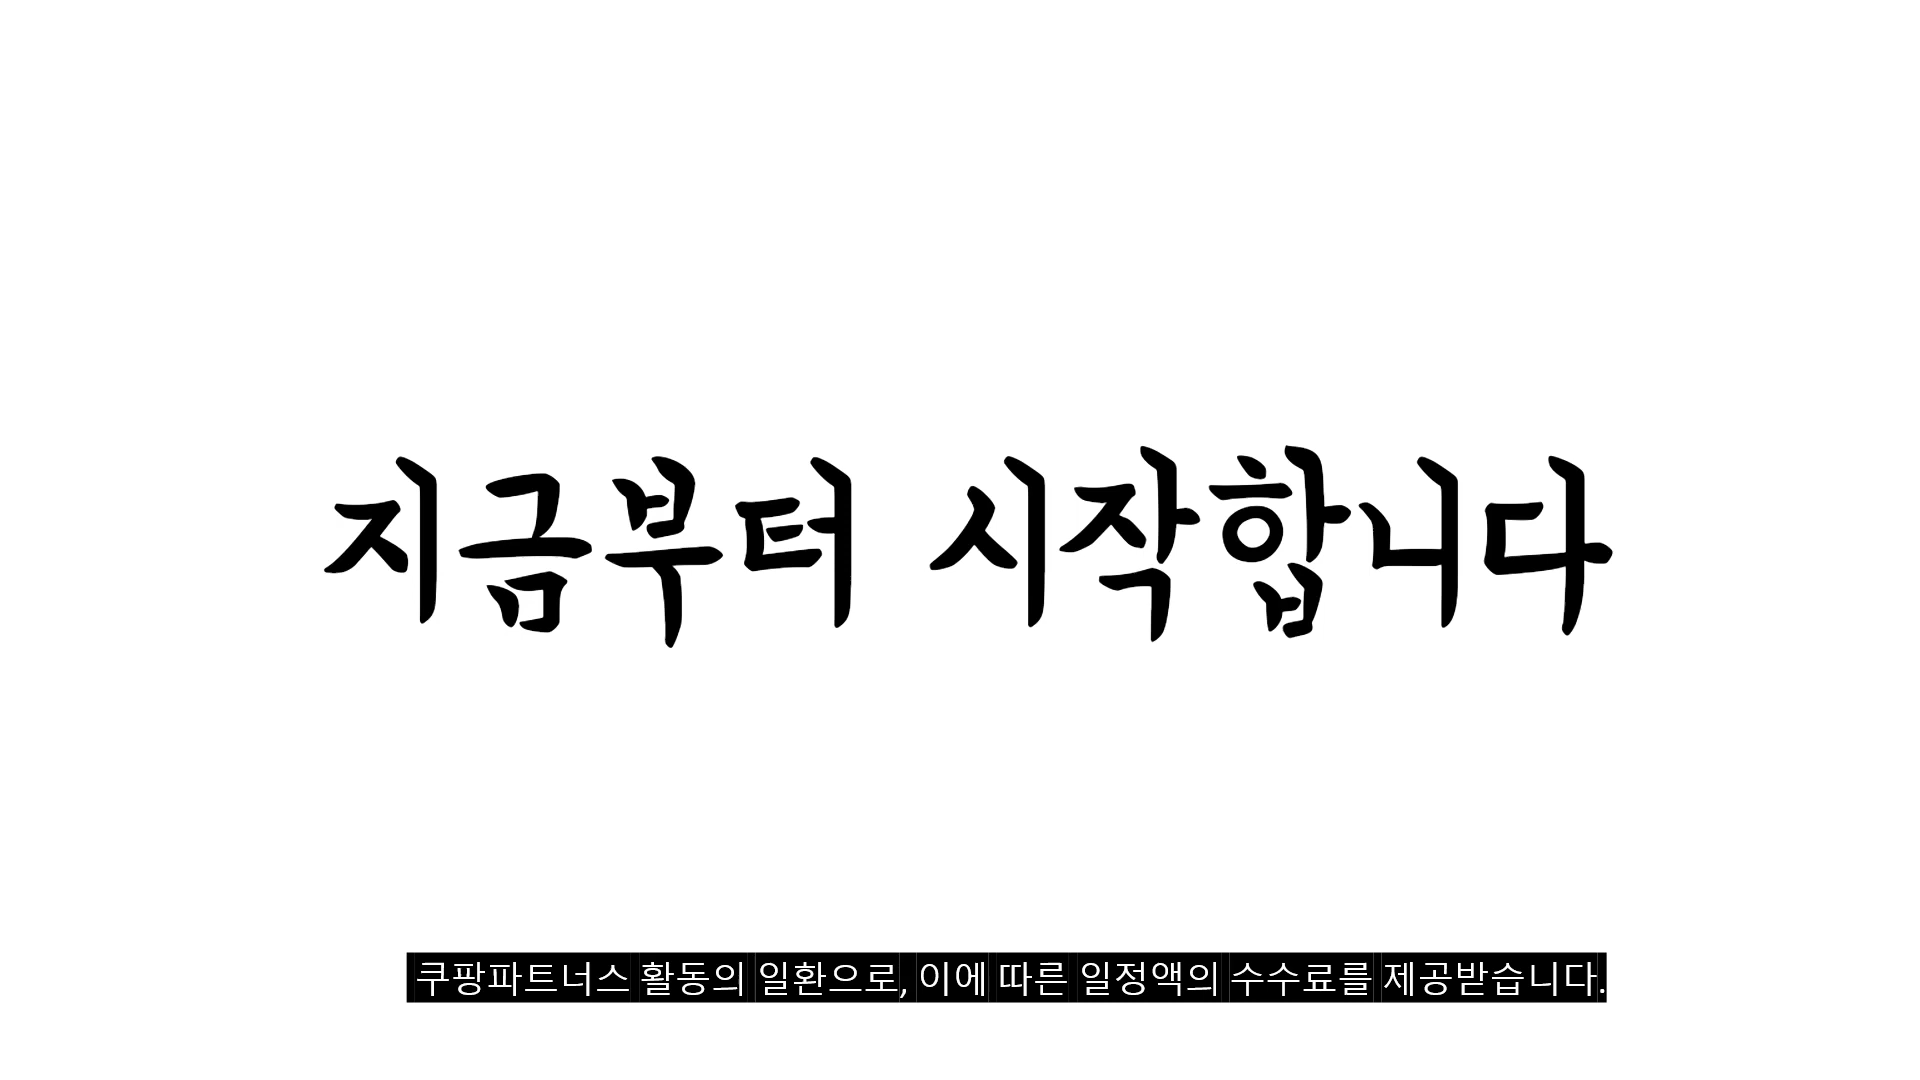 지금부터 시작합니다
쿠팡파트너스 활동의 일환으로, 이에 따른 일정액의 수수료를 제공받습니다.